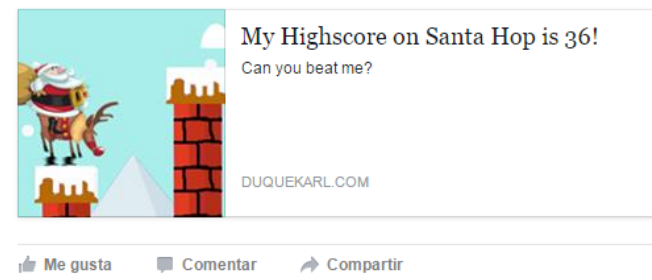 My Highscore on Santa Hop is 36!
Can you beat me?
DUQUEKARL.COM
Me gusta Comentar Compartir